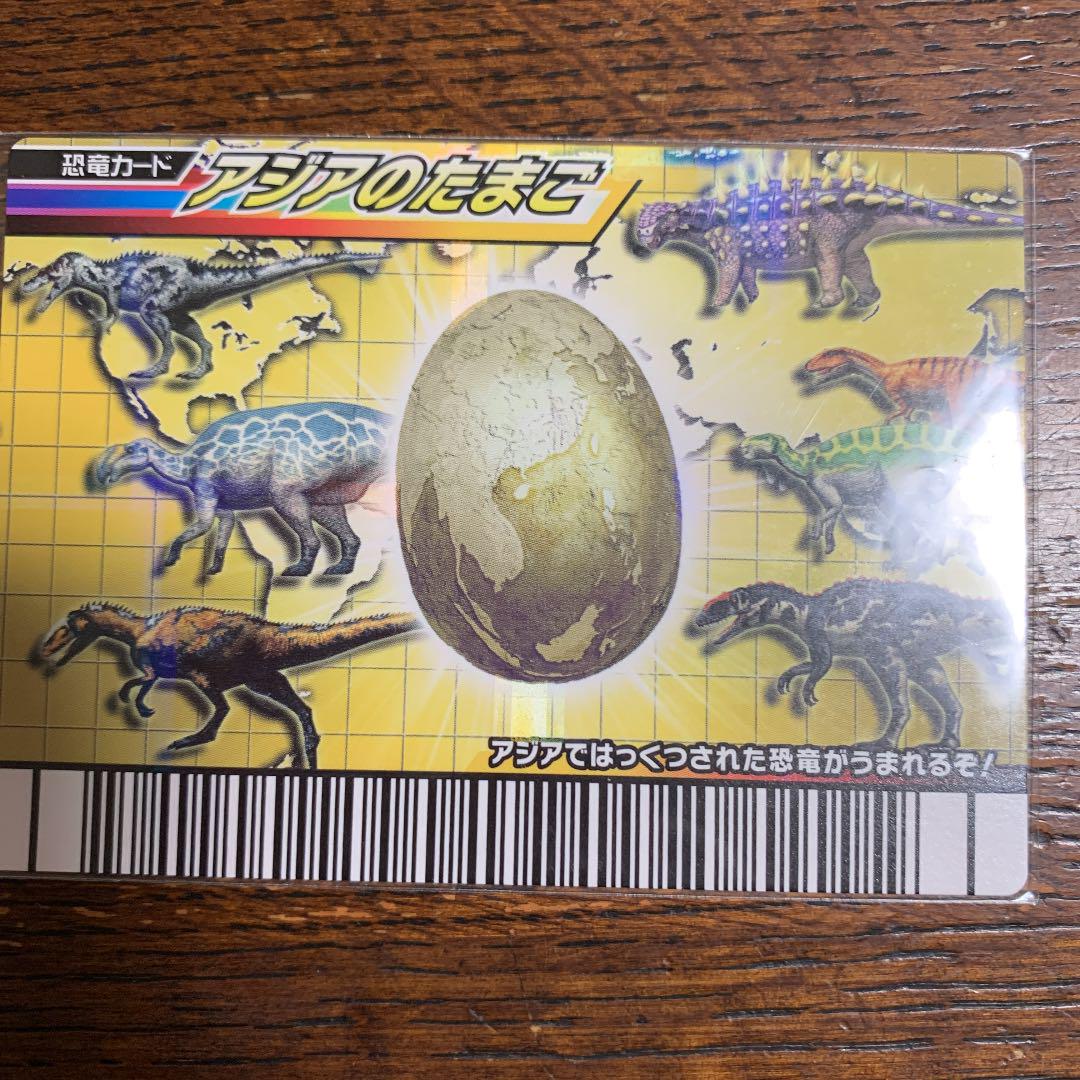 恐竜カード
アジアのたまご
アジアではっくつされた恐竜がうまれるぞ!